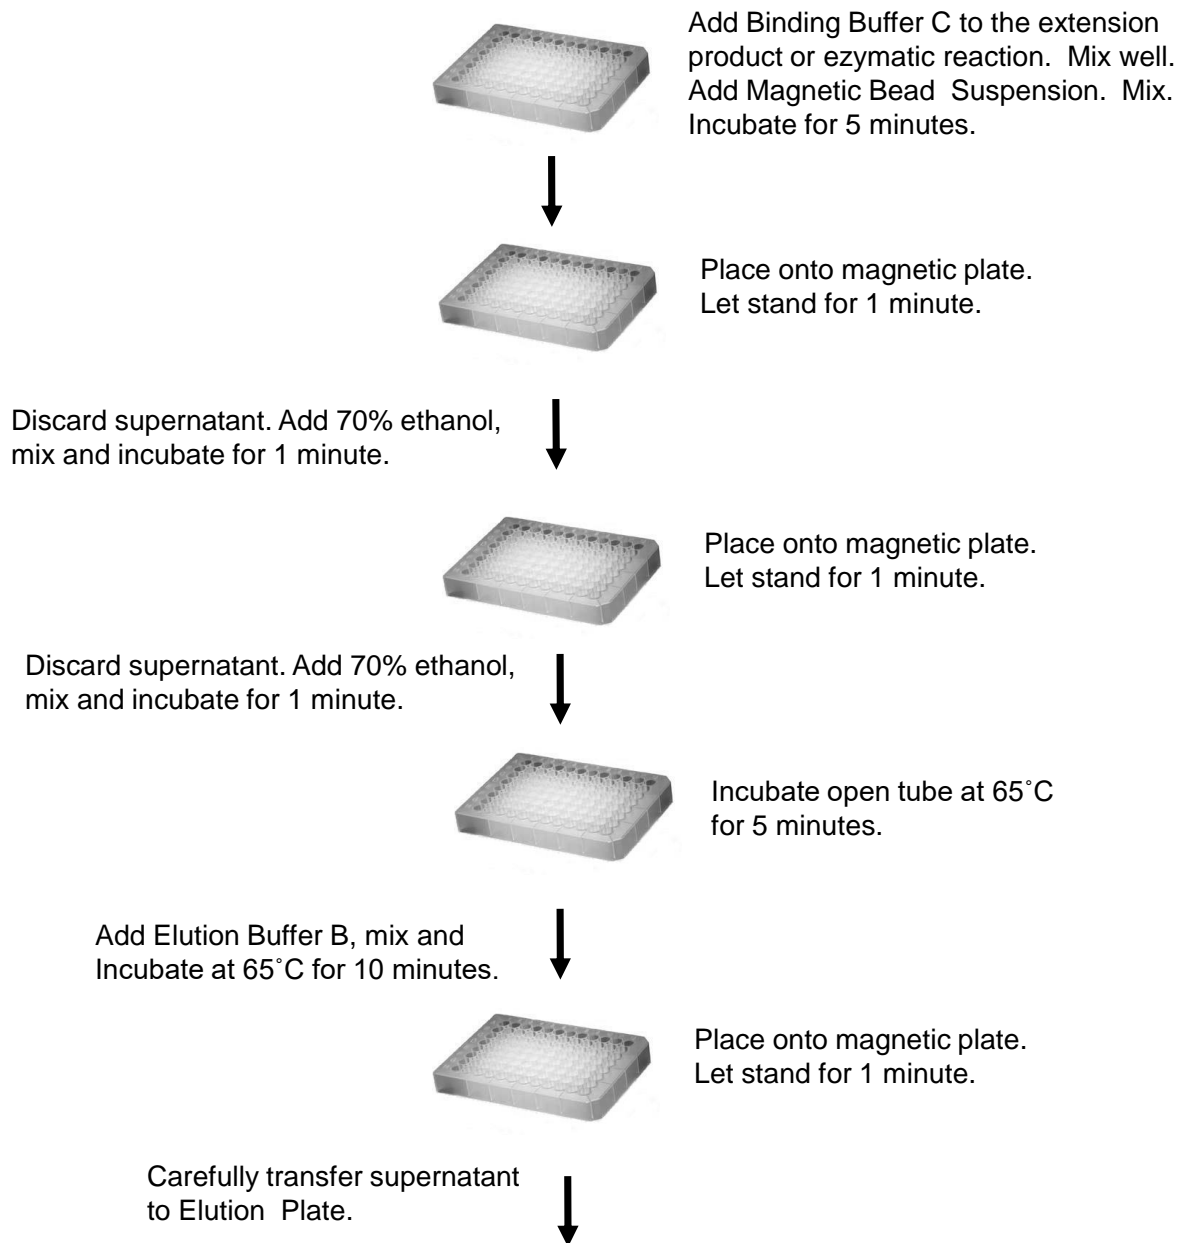 Add Binding Buffer C to the extension
product or ezymatic reaction. Mix well.
Add Magnetic Bead Suspension. Mix.
Incubate for 5 minutes.
Place onto magnetic plate.
Let stand for 1 minute.
Discard supernatant. Add 70% ethanol,
mix and incubate for 1 minute.
Place onto magnetic plate.
Let stand for 1 minute.
Discard supernatant. Add 70% ethanol,
mix and incubate for 1 minute.
Incubate open tube at 65˚C
for 5 minutes.
Add Elution Buffer B, mix and
Incubate at 65˚C for 10 minutes.
Place onto magnetic plate.
Let stand for 1 minute.
Carefully transfer supernatant
to Elution Plate.